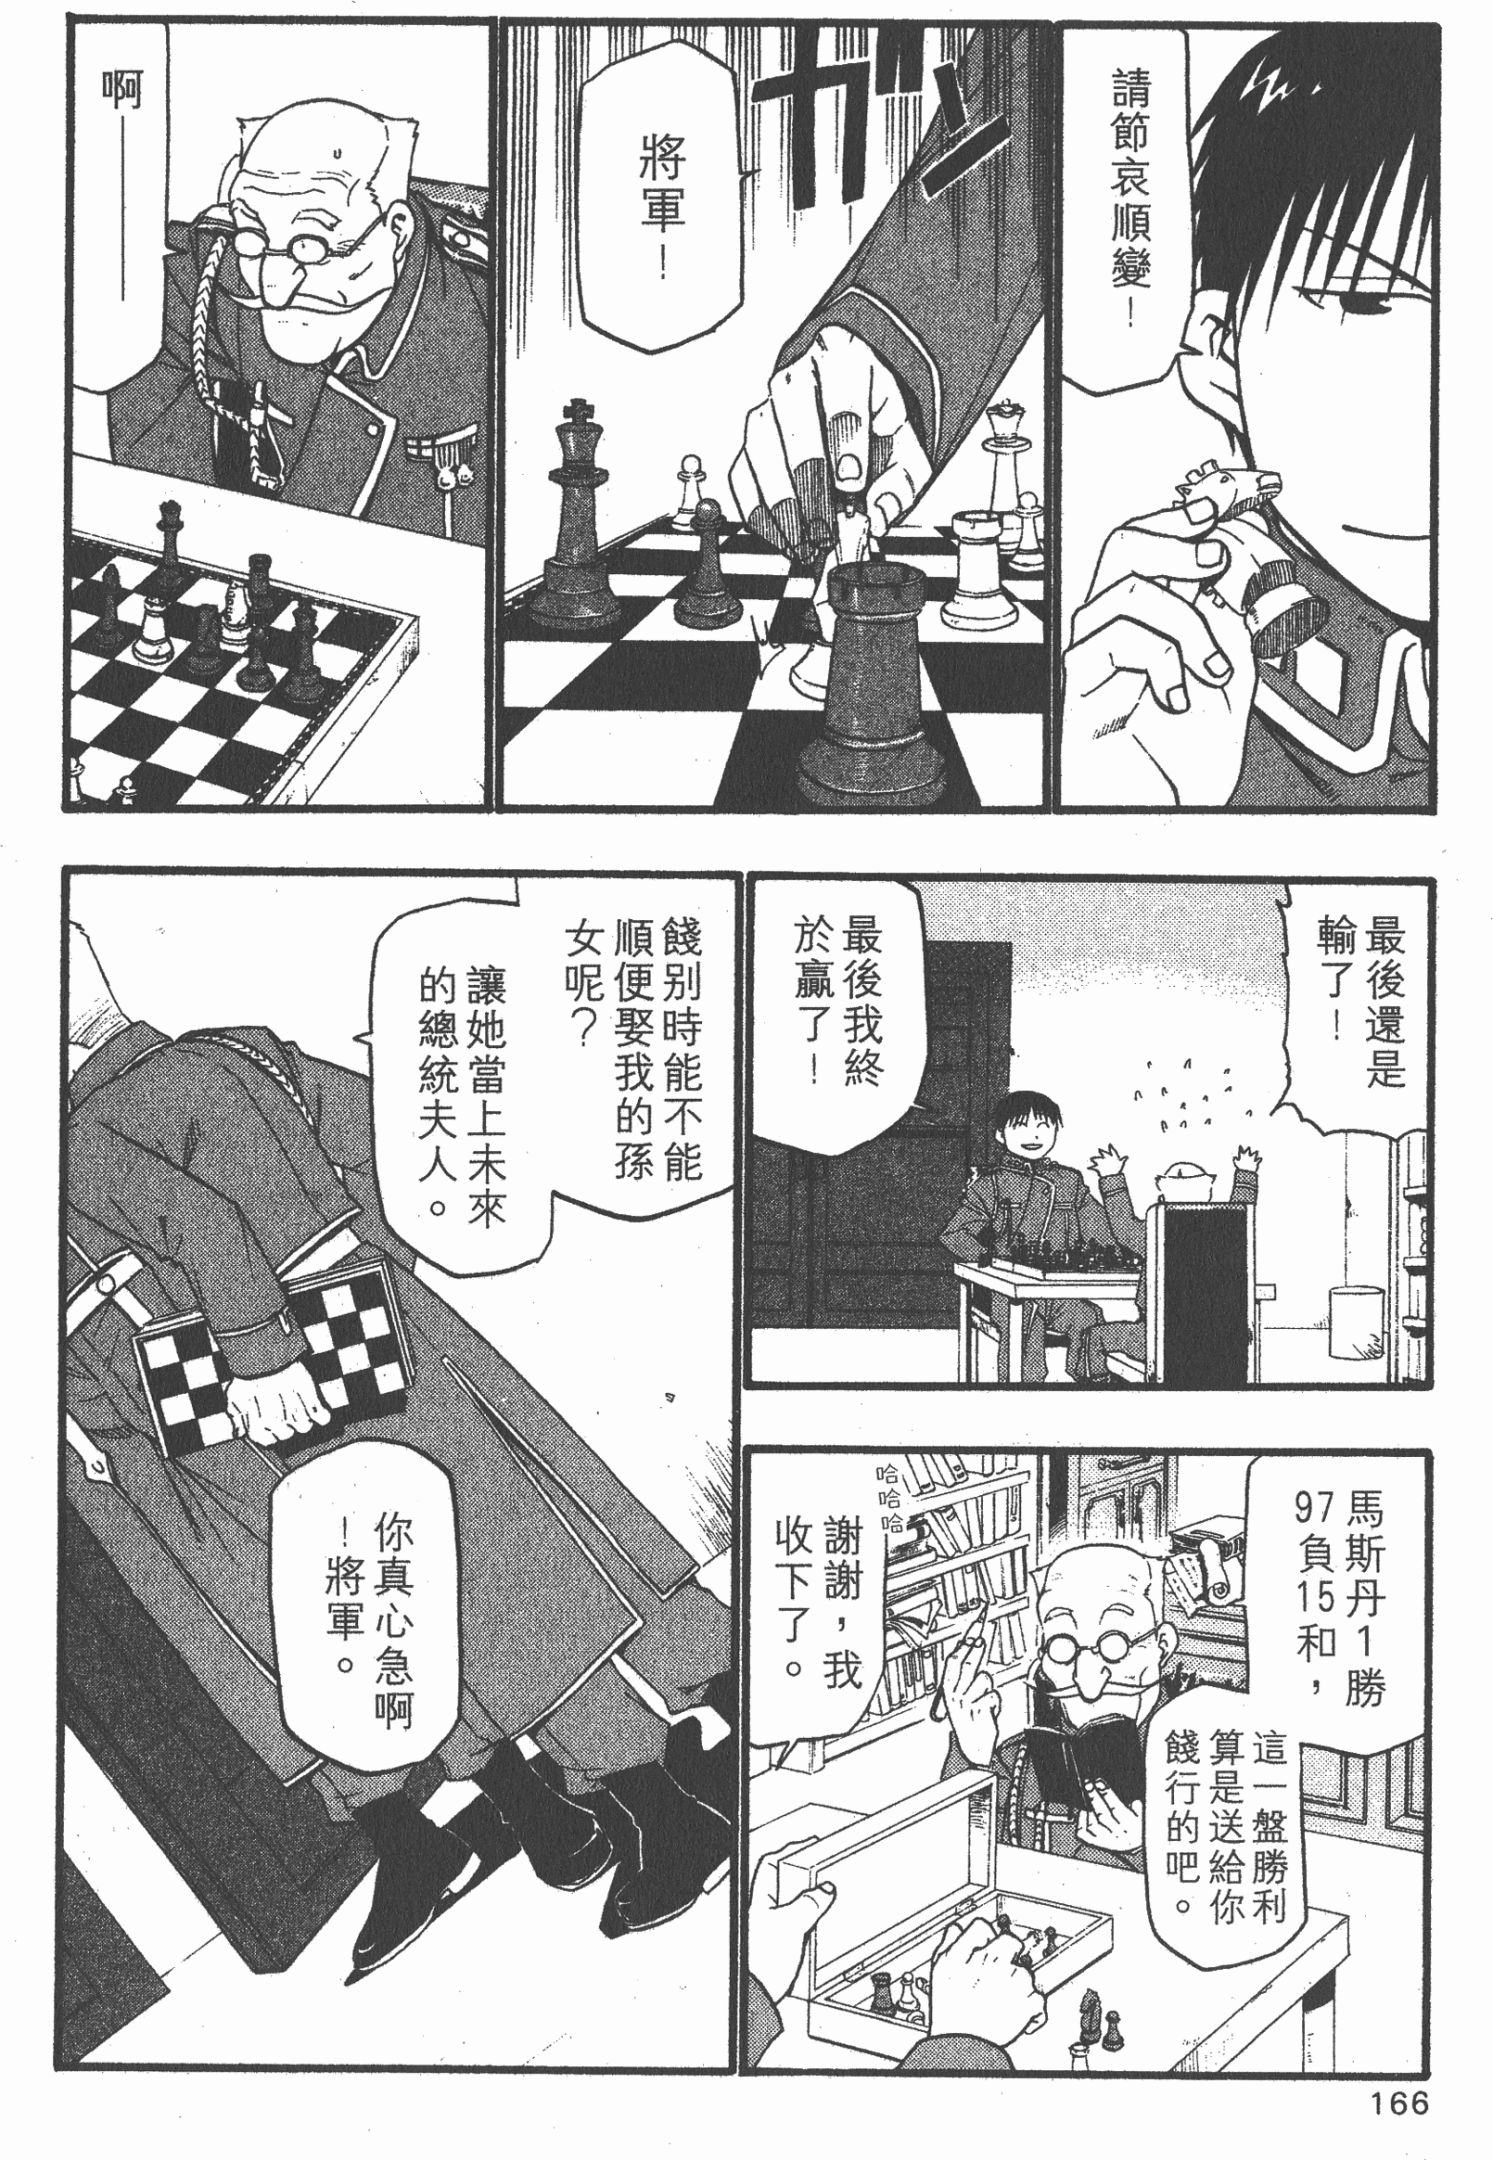 請節哀順變！
ガッ
將軍！
啊——
最後還是
輸了！
最後我終
於贏了！
馬斯丹1勝
97負15和，
這一盤勝利
算是送給你
餞行的吧。
哈哈哈
謝謝，我
收下了。
餞別時能不能
順便娶我的孫
女呢？
讓她當上未來
的總統夫人。
你真心急啊
！將軍。
166